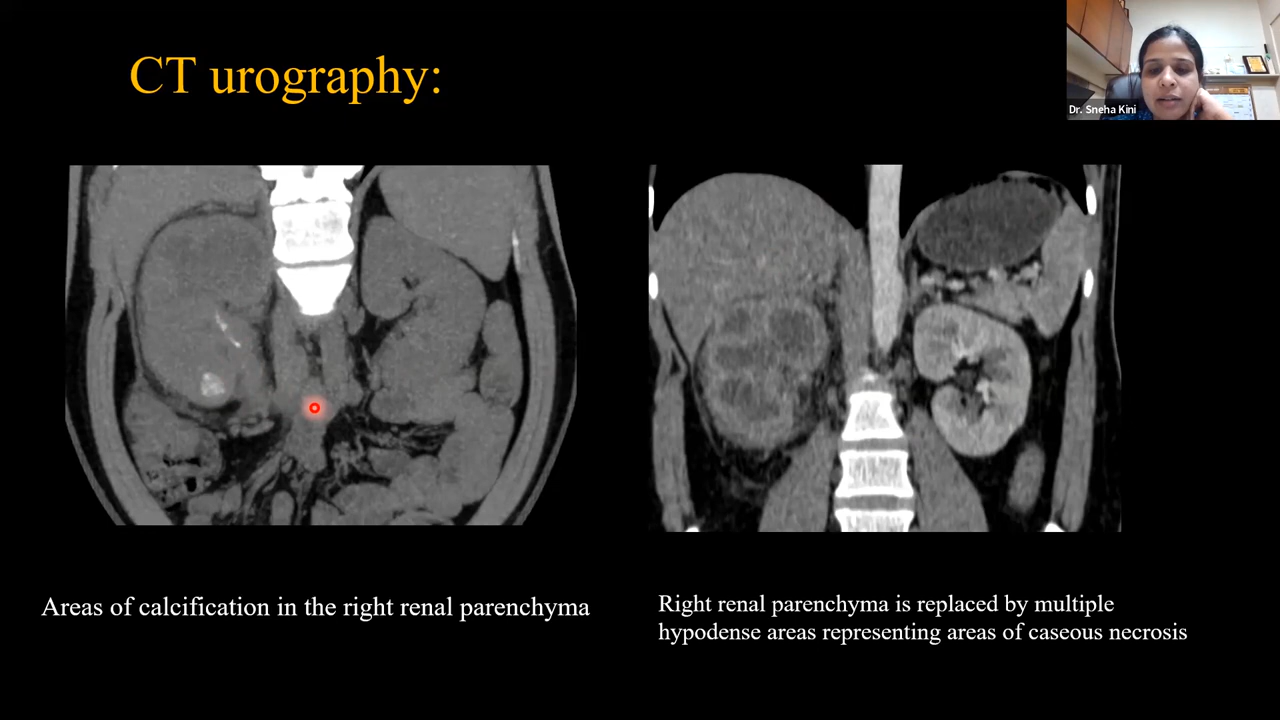 CT urography:
Dr. Sneha Kini
Areas of calcification in the right renal parenchyma
Right renal parenchyma is replaced by multiple
hypodense areas representing areas of caseous necrosis